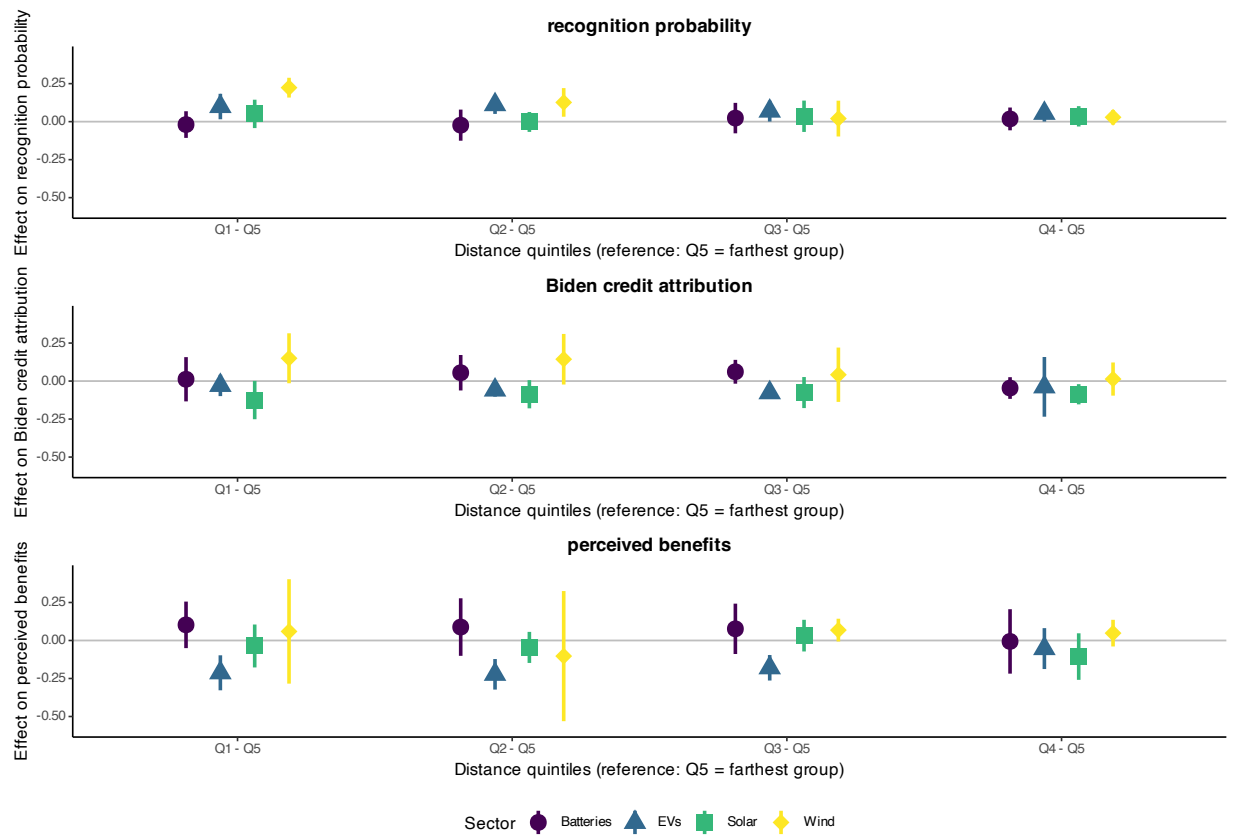 recognition probability
Effect on recognition probability
0.25
0.00
-0.25
-0.50
Q1 - Q5
Q2 - Q5
Q3 - Q5
Q4 - Q5
Distance quintiles (reference: Q5 = farthest group)
Biden credit attribution
Effect on Biden credit attribution
0.25
0.00
-0.25
-0.50
Q1 - Q5
Q2 - Q5
Q3 - Q5
Q4 - Q5
Distance quintiles (reference: Q5 = farthest group)
perceived benefits
Effect on perceived benefits
0.25
0.00
-0.25
-0.50
Q1 - Q5
Q2 - Q5
Q3 - Q5
Q4 - Q5
Distance quintiles (reference: Q5 = farthest group)
Sector Batteries EVs Solar Wind